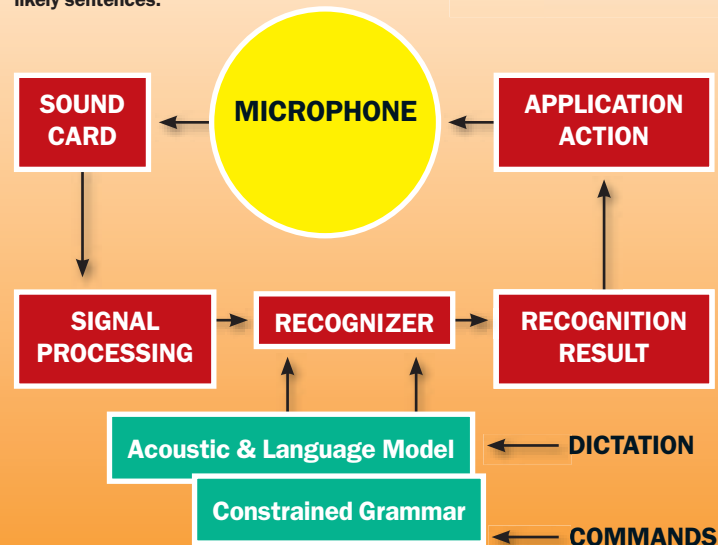 likely sentences.
SOUND
CARD
MICROPHONE
APPLICATION
ACTION
SIGNAL
PROCESSING
RECOGNIZER
RECOGNITION
RESULT
Acoustic & Language Model
DICTATION
Constrained Grammar
COMMANDS